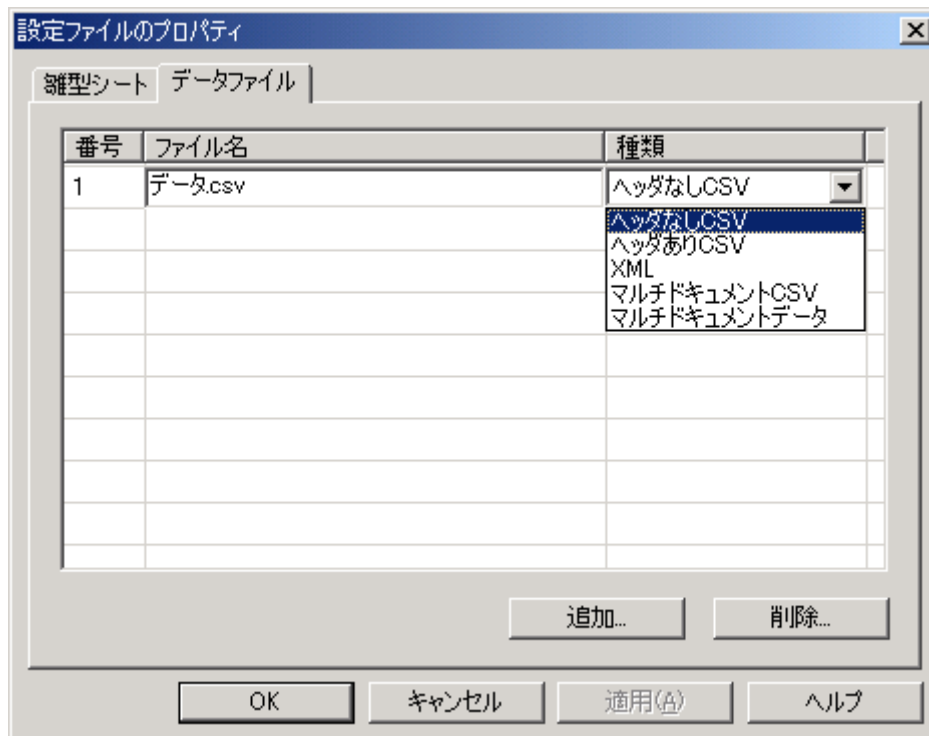 設定ファイルのプロパティ
雛型シート データファイル
番号 ファイル名 種類
1 データ.csv ヘッダなしCSV
ヘッダなしCSV
ヘッダありCSV
XML
マルチドキュメントCSV
マルチドキュメントデータ
追加... 削除...
OK キャンセル 適用(A) ヘルプ